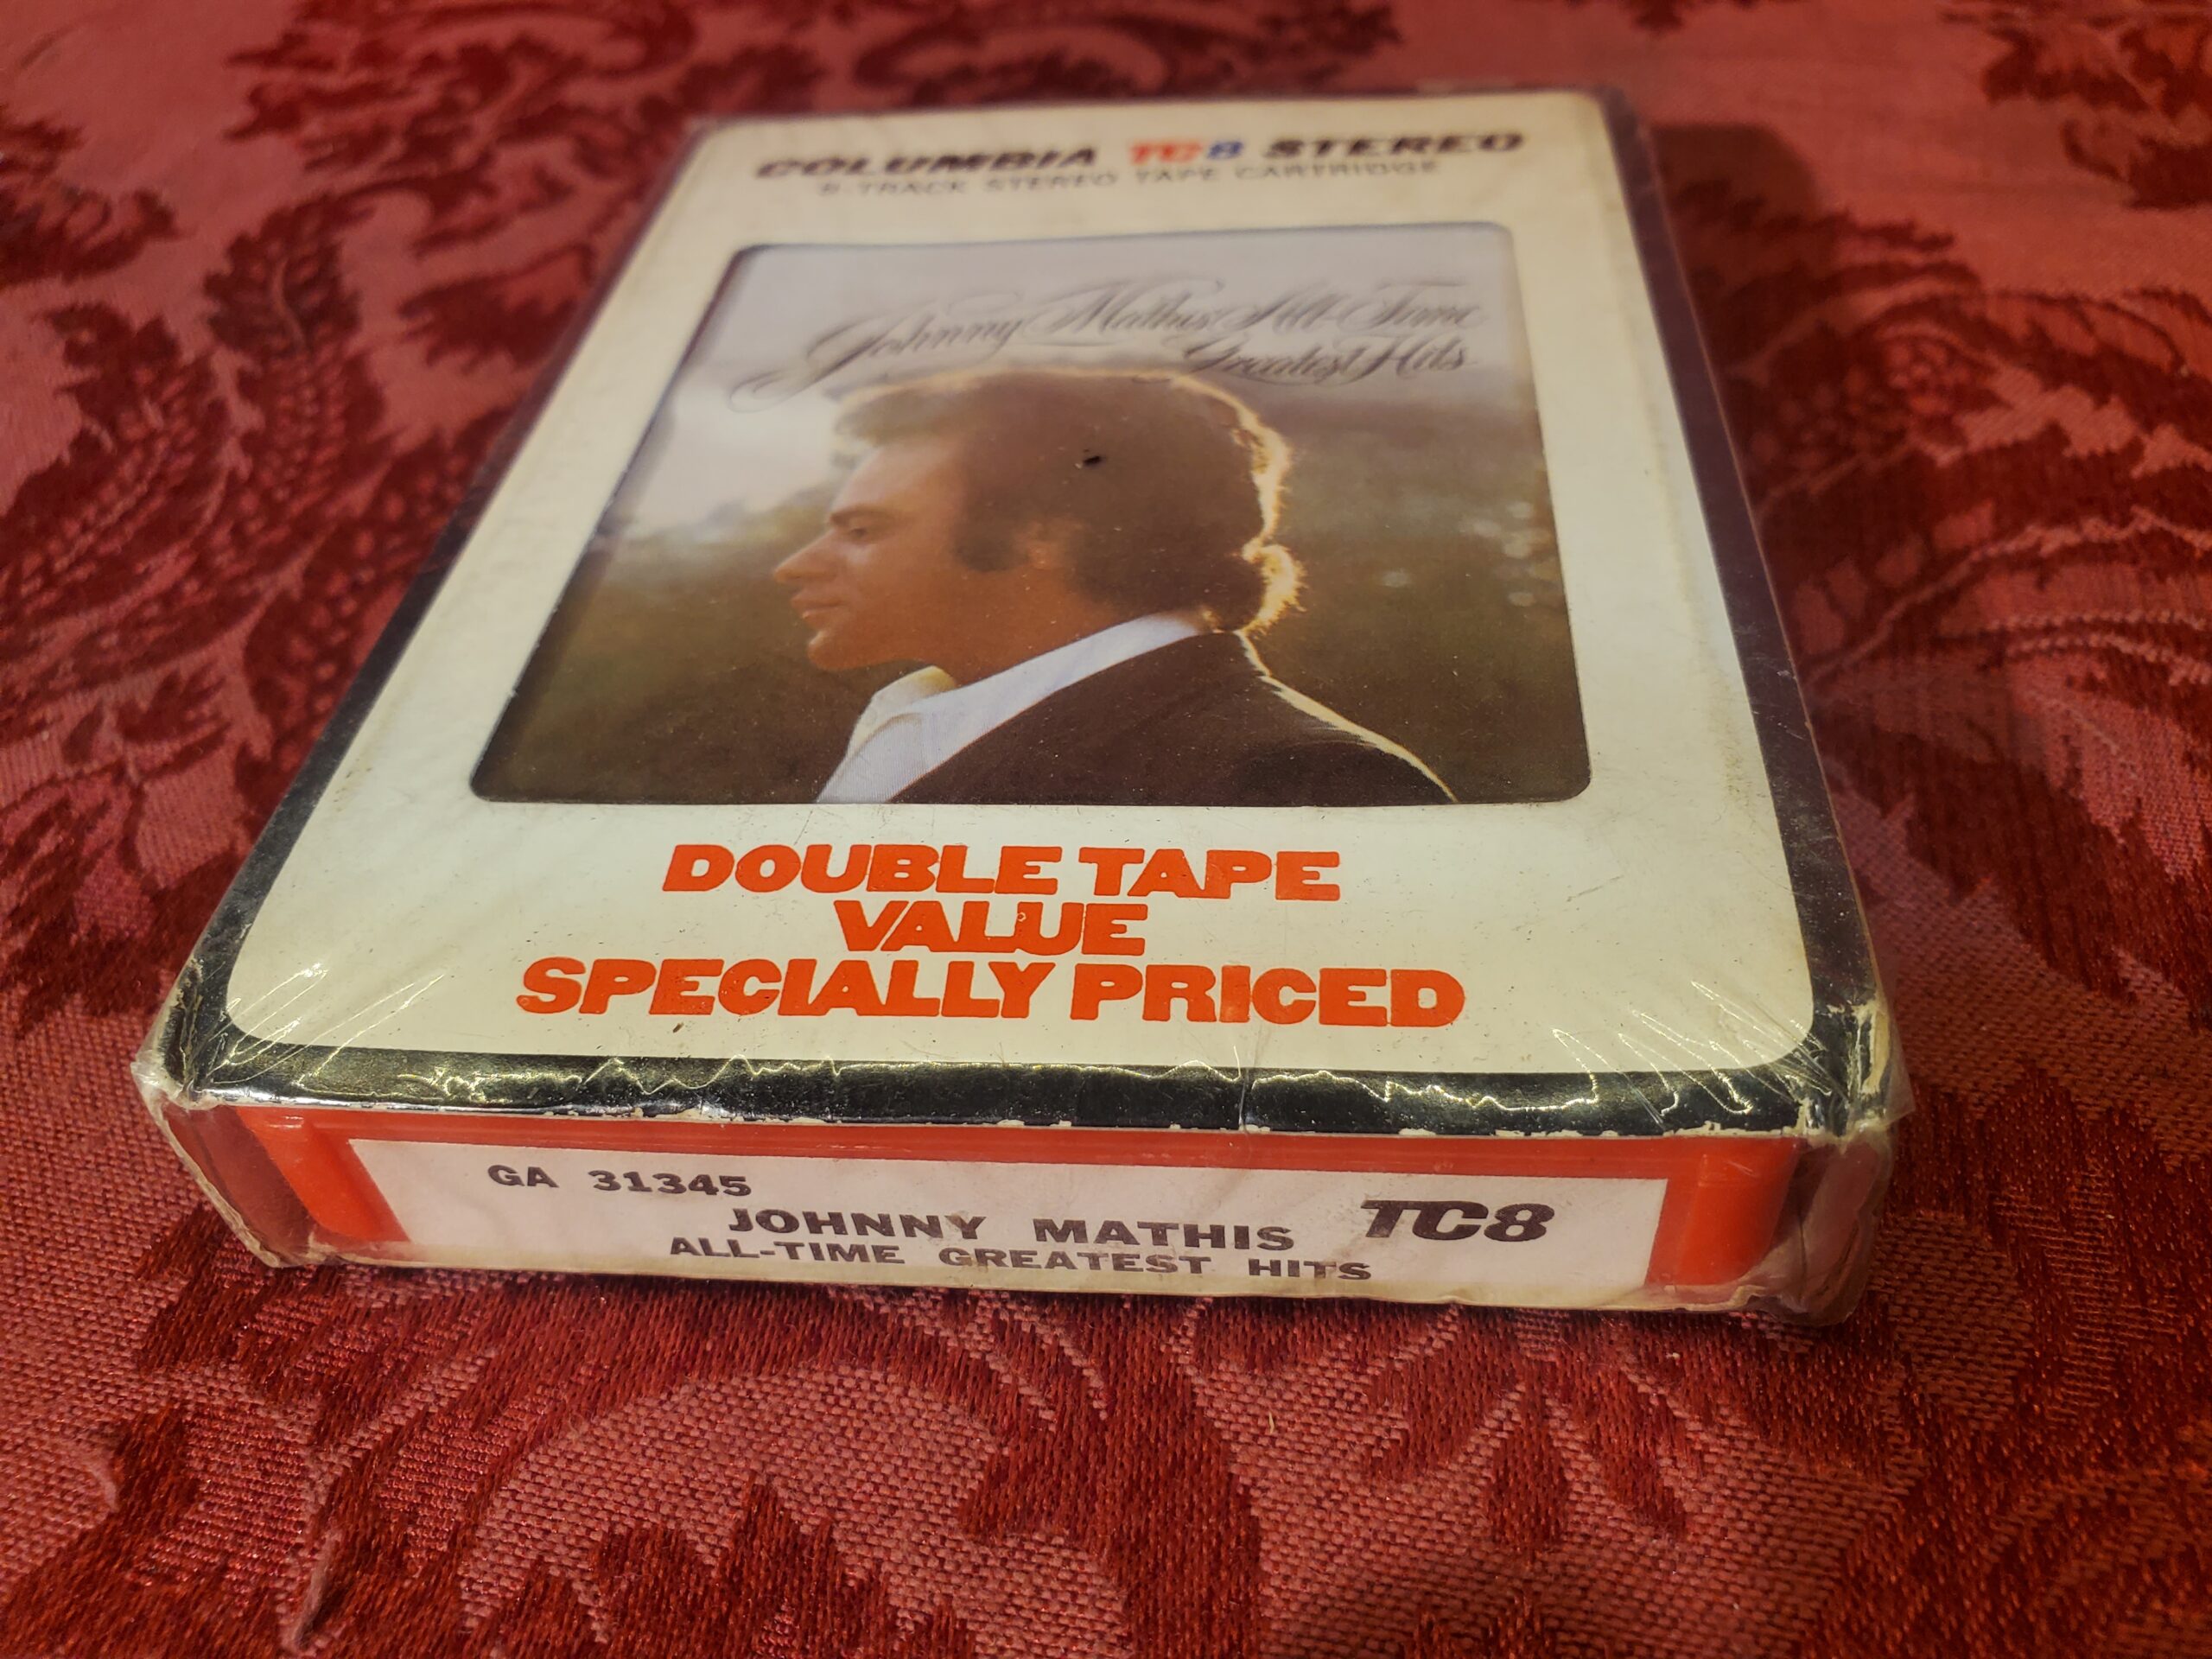 COLUMBIA TC8 STEREO
8-TRACK STEREO TAPE CARTRIDGE
Johnny Mathis All-Time
Greatest Hits
DOUBLE TAPE
VALUE
SPECIALLY PRICED
GA 31345
JOHNNY MATHIS TC8
ALL-TIME GREATEST HITS